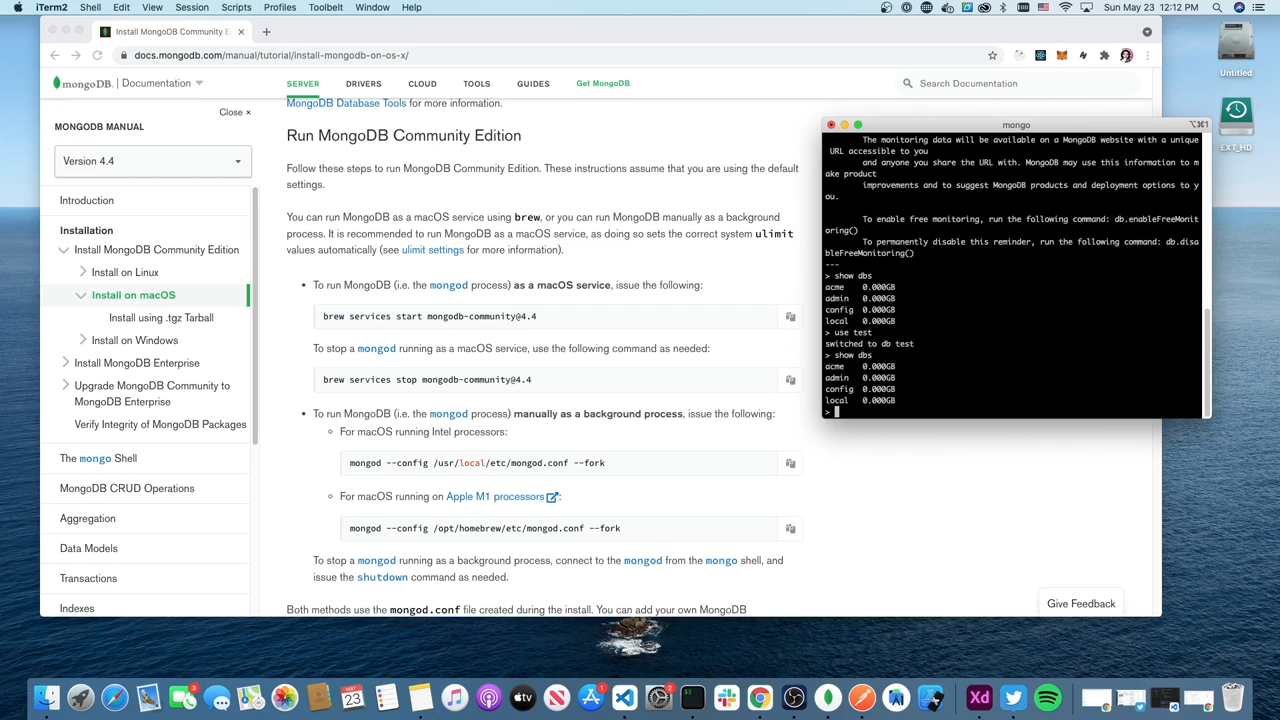 iTerm2 Shell Edit View Session Scripts Profiles Toolbelt Window Help
Sun May 23 12:12 PM
Install MongoDB Community E
docs.mongodb.com/manual/tutorial/install-mongodb-on-os-x/
mongoDB. Documentation
SERVER DRIVERS CLOUD TOOLS GUIDES Get MongoDB
Search Documentation
Close ×
MONGODB MANUAL
Version 4.4
Introduction
Installation
Install MongoDB Community Edition
Install on Linux
Install on macOS
Install using .tgz Tarball
Install on Windows
Install MongoDB Enterprise
Upgrade MongoDB Community to
MongoDB Enterprise
Verify Integrity of MongoDB Packages
The mongo Shell
MongoDB CRUD Operations
Aggregation
Data Models
Transactions
Indexes
MongoDB Database Tools for more information.
Run MongoDB Community Edition
Follow these steps to run MongoDB Community Edition. These instructions assume that you are using the default
settings.
You can run MongoDB as a macOS service using brew, or you can run MongoDB manually as a background
process. It is recommended to run MongoDB as a macOS service, as doing so sets the correct system ulimit
values automatically (see ulimit settings for more information).
To run MongoDB (i.e. the mongod process) as a macOS service, issue the following:
brew services start mongodb-community@4.4
To stop a mongod running as a macOS service, use the following command as needed:
brew services stop mongodb-community@4.4
To run MongoDB (i.e. the mongod process) manually as a background process, issue the following:
For macOS running Intel processors:
mongod --config /usr/local/etc/mongod.conf --fork
For macOS running on Apple M1 processors:
mongod --config /opt/homebrew/etc/mongod.conf --fork
To stop a mongod running as a background process, connect to the mongod from the mongo shell, and
issue the shutdown command as needed.
Both methods use the mongod.conf file created during the install. You can add your own MongoDB
Give Feedback
mongo
⌥⌘1
The monitoring data will be available on a MongoDB website with a unique
URL accessible to you
and anyone you share the URL with. MongoDB may use this information to m
ake product
improvements and to suggest MongoDB products and deployment options to y
ou.
To enable free monitoring, run the following command: db.enableFreeMonit
oring()
To permanently disable this reminder, run the following command: db.disa
bleFreeMonitoring()
---
> show dbs
acme 0.000GB
admin 0.000GB
config 0.000GB
local 0.000GB
> use test
switched to db test
> show dbs
acme 0.000GB
admin 0.000GB
config 0.000GB
local 0.000GB
>
Untitled
EXT_HD
3
MAY
23
1
Xd